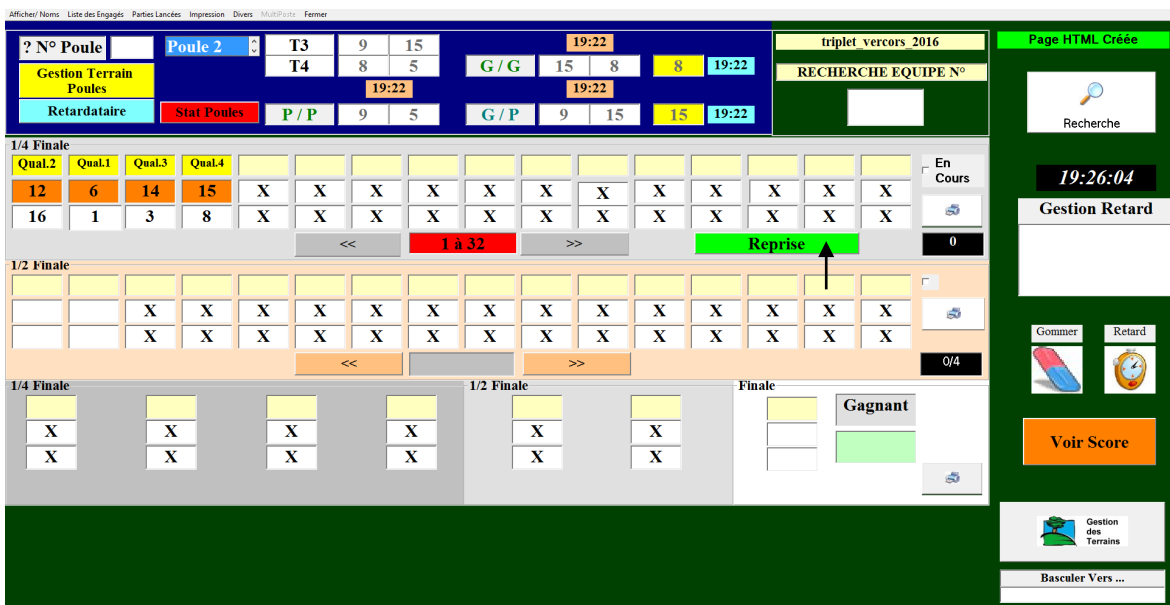 Afficher/ Noms Liste des Engagés Parties Lancées Impression Divers MultiPoste Fermer
? N° Poule Poule 2 T3 9 15 19:22 triplet_vercors_2016 Page HTML Créée
T4 8 5 G / G 15 8 8 19:22
Gestion Terrain Poules RECHERCHE EQUIPE N°
19:22 19:22
Retardataire Stat Poules P / P 9 5 G / P 9 15 15 19:22
Recherche
1/4 Finale
Qual.2 Qual.1 Qual.3 Qual.4 En Cours
12 6 14 15 X X X X X X X X X X X X
16 1 3 8 X X X X X X X X X X X X
<< 1 à 32 >> Reprise 0
19:26:04
Gestion Retard
1/2 Finale
X X X X X X X X X X X X X X
X X X X X X X X X X X X X X
<< >> 0/4
Gommer Retard
1/4 Finale 1/2 Finale Finale
Gagnant
X X X X X X
X X X X X X
Voir Score
Gestion
des
Terrains
Basculer Vers ...